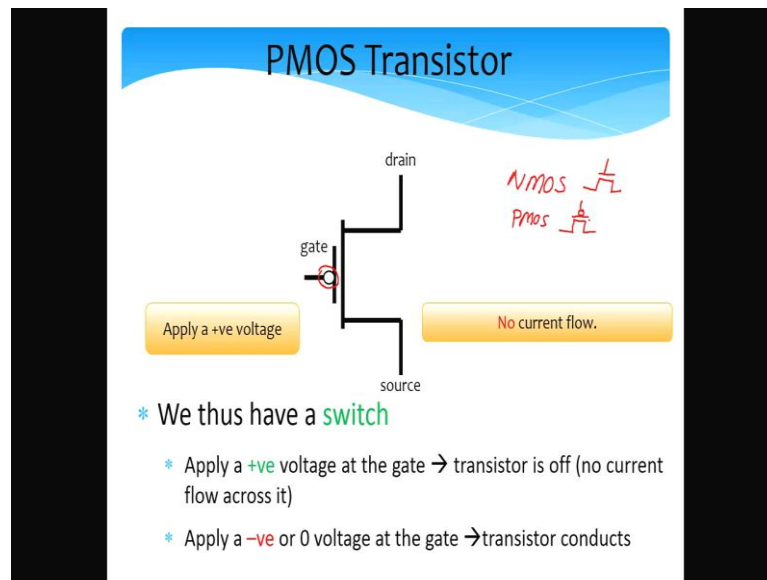 PMOS Transistor
drain
NMOS
PMOS
gate
Apply a +ve voltage
No current flow.
source
* We thus have a switch
* Apply a +ve voltage at the gate → transistor is off (no current
flow across it)
* Apply a –ve or 0 voltage at the gate →transistor conducts